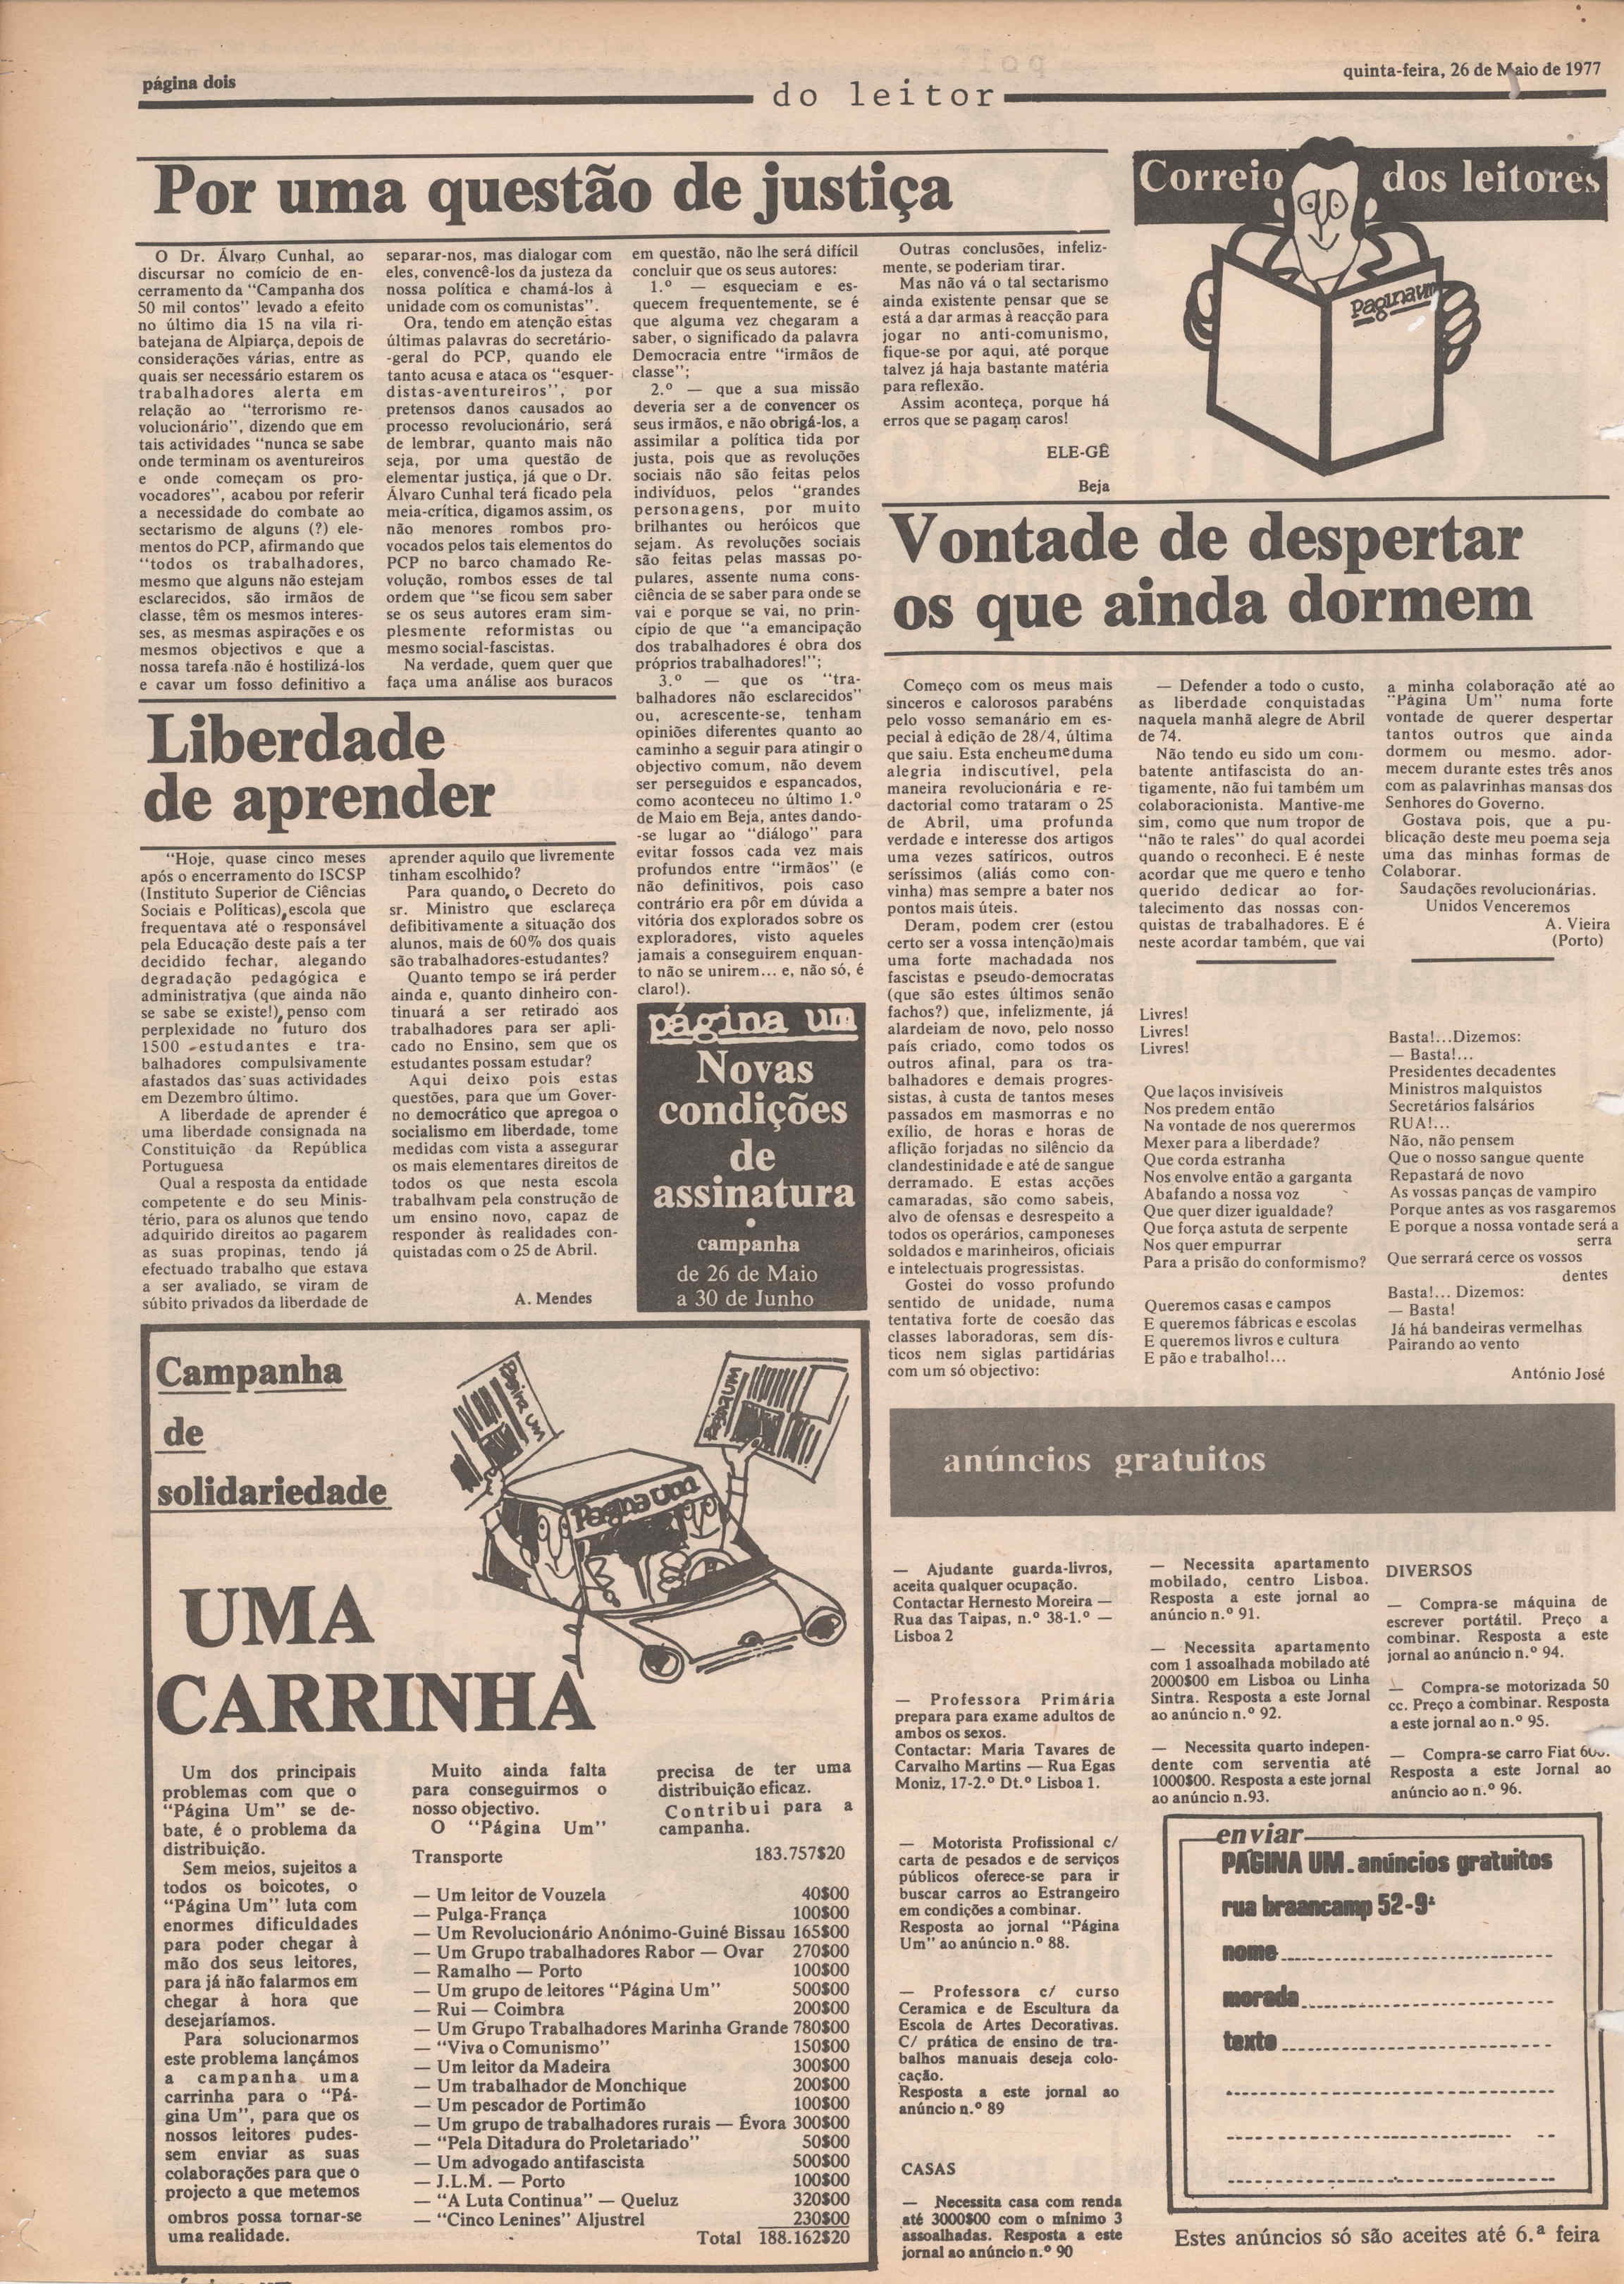 página dois
do leitor
quinta-feira, 26 de Maio de 1977
Por uma questão de justiça
O Dr. Álvaro Cunhal, ao
discursar no comício de en-
cerramento da "Campanha dos
50 mil contos" levado a efeito
no último dia 15 na vila ri-
batejana de Alpiarça, depois de
considerações várias, entre as
quais ser necessário estarem os
trabalhadores alerta em
relação ao "terrorismo re-
volucionário", dizendo que em
tais actividades "nunca se sabe
onde terminam os aventureiros
e onde começam os pro-
vocadores", acabou por referir
a necessidade do combate ao
sectarismo de alguns (?) ele-
mentos do PCP, afirmando que
"todos os trabalhadores,
mesmo que alguns não estejam
esclarecidos, são irmãos de
classe, têm os mesmos interes-
ses, as mesmas aspirações e os
mesmos objectivos e que a
nossa tarefa não é hostilizá-los
e cavar um fosso definitivo a
separar-nos, mas dialogar com
eles, convencê-los da justeza da
nossa política e chamá-los à
unidade com os comunistas".
Ora, tendo em atenção estas
últimas palavras do secretário-
-geral do PCP, quando ele
tanto acusa e ataca os "esquer-
distas-aventureiros", por
pretensos danos causados ao
processo revolucionário, será
de lembrar, quanto mais não
seja, por uma questão de
elementar justiça, já que o Dr.
Álvaro Cunhal terá ficado pela
meia-crítica, digamos assim, os
não menores rombos pro-
vocados pelos tais elementos do
PCP no barco chamado Re-
volução, rombos esses de tal
ordem que "se ficou sem saber
se os seus autores eram sim-
plesmente reformistas ou
mesmo social-fascistas.
Na verdade, quem quer que
faça uma análise aos buracos
em questão, não lhe será difícil
concluir que os seus autores:
1.º — esqueciam e es-
quecem frequentemente, se é
que alguma vez chegaram a
saber, o significado da palavra
Democracia entre "irmãos de
classe";
2.º — que a sua missão
deveria ser a de convencer os
seus irmãos, e não obrigá-los, a
assimilar a política tida por
justa, pois que as revoluções
sociais não são feitas pelos
indivíduos, pelos "grandes
personagens, por muito
brilhantes ou heróicos que
sejam. As revoluções sociais
são feitas pelas massas po-
pulares, assente numa cons-
ciência de se saber para onde se
vai e porque se vai, no prin-
cípio de que "a emancipação
dos trabalhadores é obra dos
próprios trabalhadores!";
3.º — que os "tra-
balhadores não esclarecidos"
ou, acrescente-se, tenham
opiniões diferentes quanto ao
caminho a seguir para atingir o
objectivo comum, não devem
ser perseguidos e espancados,
como aconteceu no último 1.º
de Maio em Beja, antes dando-
-se lugar ao "diálogo" para
evitar fossos cada vez mais
profundos entre "irmãos" (e
não definitivos, pois caso
contrário era pôr em dúvida a
vitória dos explorados sobre os
exploradores, visto aqueles
jamais a conseguirem enquan-
to não se unirem... e, não só, é
claro!).
Outras conclusões, infeliz-
mente, se poderiam tirar.
Mas não vá o tal sectarismo
ainda existente pensar que se
está a dar armas à reacção para
jogar no anti-comunismo,
fique-se por aqui, até porque
talvez já haja bastante matéria
para reflexão.
Assim aconteça, porque há
erros que se pagam caros!
ELE-GÊ
Beja
Correio dos leitores
Pagina um
Liberdade
de aprender
"Hoje, quase cinco meses
após o encerramento do ISCSP
(Instituto Superior de Ciências
Sociais e Políticas), escola que
frequentava até o responsável
pela Educação deste país a ter
decidido fechar, alegando
degradação pedagógica e
administrativa (que ainda não
se sabe se existe!), penso com
perplexidade no futuro dos
1500 estudantes e tra-
balhadores compulsivamente
afastados das suas actividades
em Dezembro último.
A liberdade de aprender é
uma liberdade consignada na
Constituição da República
Portuguesa
Qual a resposta da entidade
competente e do seu Minis-
tério, para os alunos que tendo
adquirido direitos ao pagarem
as suas propinas, tendo já
efectuado trabalho que estava
a ser avaliado, se viram de
súbito privados da liberdade de
aprender aquilo que livremente
tinham escolhido?
Para quando, o Decreto do
sr. Ministro que esclareça
defibitivamente a situação dos
alunos, mais de 60% dos quais
são trabalhadores-estudantes?
Quanto tempo se irá perder
ainda e, quanto dinheiro con-
tinuará a ser retirado aos
trabalhadores para ser apli-
cado no Ensino, sem que os
estudantes possam estudar?
Aqui deixo pois estas
questões, para que um Gover-
no democrático que apregoa o
socialismo em liberdade, tome
medidas com vista a assegurar
os mais elementares direitos de
todos os que nesta escola
trabalhvam pela construção de
um ensino novo, capaz de
responder às realidades con-
quistadas com o 25 de Abril.
A. Mendes
página um
Novas
condições
de
assinatura
•
campanha
de 26 de Maio
a 30 de Junho
Vontade de despertar
os que ainda dormem
Começo com os meus mais
sinceros e calorosos parabéns
pelo vosso semanário em es-
pecial à edição de 28/4, última
que saiu. Esta encheu me duma
alegria indiscutível, pela
maneira revolucionária e re-
dactorial como trataram o 25
de Abril, uma profunda
verdade e interesse dos artigos
uma vezes satíricos, outros
seríssimos (aliás como con-
vinha) mas sempre a bater nos
pontos mais úteis.
Deram, podem crer (estou
certo ser a vossa intenção)mais
uma forte machadada nos
fascistas e pseudo-democratas
(que são estes últimos senão
fachos?) que, infelizmente, já
alardeiam de novo, pelo nosso
país criado, como todos os
outros afinal, para os tra-
balhadores e demais progres-
sistas, à custa de tantos meses
passados em masmorras e no
exílio, de horas e horas de
aflição forjadas no silêncio da
clandestinidade e até de sangue
derramado. E estas acções
camaradas, são como sabeis,
alvo de ofensas e desrespeito a
todos os operários, camponeses
soldados e marinheiros, oficiais
e intelectuais progressistas.
Gostei do vosso profundo
sentido de unidade, numa
tentativa forte de coesão das
classes laboradoras, sem dís-
ticos nem siglas partidárias
com um só objectivo:
— Defender a todo o custo,
as liberdade conquistadas
naquela manhã alegre de Abril
de 74.
Não tendo eu sido um com-
batente antifascista do an-
tigamente, não fui também um
colaboracionista. Mantive-me
sim, como que num torpor de
"não te rales" do qual acordei
quando o reconheci. E é neste
acordar que me quero e tenho
querido dedicar ao for-
talecimento das nossas con-
quistas de trabalhadores. E é
neste acordar também, que vai
a minha colaboração até ao
"Página Um" numa forte
vontade de querer despertar
tantos outros que ainda
dormem ou mesmo. ador-
mecem durante estes três anos
com as palavrinhas mansas dos
Senhores do Governo.
Gostava pois, que a pu-
blicação deste meu poema seja
uma das minhas formas de
Colaborar.
Saudações revolucionárias.
Unidos Venceremos
A. Vieira
(Porto)
Livres!
Livres!
Livres!
Que laços invisíveis
Nos predem então
Na vontade de nos querermos
Mexer para a liberdade?
Que corda estranha
Nos envolve então a garganta
Abafando a nossa voz
Que quer dizer igualdade?
Que força astuta de serpente
Nos quer empurrar
Para a prisão do conformismo?
Queremos casas e campos
E queremos fábricas e escolas
E queremos livros e cultura
E pão e trabalho!...
Basta!...Dizemos:
— Basta!...
Presidentes decadentes
Ministros malquistos
Secretários falsários
RUA!...
Não, não pensem
Que o nosso sangue quente
Repastará de novo
As vossas panças de vampiro
Porque antes as vos rasgaremos
E porque a nossa vontade será a
serra
Que serrará cerce os vossos
dentes
Basta!... Dizemos:
— Basta!
Já há bandeiras vermelhas
Pairando ao vento
António José
Campanha
de
solidariedade
Pagina um
Pagina um
Pagina um
UMA
CARRINHA
Um dos principais
problemas com que o
"Página Um" se de-
bate, é o problema da
distribuição.
Sem meios, sujeitos a
todos os boicotes, o
"Página Um" luta com
enormes dificuldades
para poder chegar à
mão dos seus leitores,
para já não falarmos em
chegar à hora que
desejaríamos.
Para solucionarmos
este problema lançámos
a campanha uma
carrinha para o "Pá-
gina Um", para que os
nossos leitores pudes-
sem enviar as suas
colaborações para que o
projecto a que metemos
ombros possa tornar-se
uma realidade.
Muito ainda falta
para conseguirmos o
nosso objectivo.
O "Página Um"
precisa de ter uma
distribuição eficaz.
Contribui para a
campanha.
Transporte 183.757$20
— Um leitor de Vouzela 40$00
— Pulga-França 100$00
— Um Revolucionário Anónimo-Guiné Bissau 165$00
— Um Grupo trabalhadores Rabor — Ovar 270$00
— Ramalho — Porto 100$00
— Um grupo de leitores "Página Um" 500$00
— Rui — Coimbra 200$00
— Um Grupo Trabalhadores Marinha Grande 780$00
— "Viva o Comunismo" 150$00
— Um leitor da Madeira 300$00
— Um trabalhador de Monchique 200$00
— Um pescador de Portimão 100$00
— Um grupo de trabalhadores rurais — Évora 300$00
— "Pela Ditadura do Proletariado" 50$00
— Um advogado antifascista 500$00
— J.L.M. — Porto 100$00
— "A Luta Continua" — Queluz 320$00
— "Cinco Lenines" Aljustrel 230$00
Total 188.162$20
anúncios gratuitos
— Ajudante guarda-livros,
aceita qualquer ocupação.
Contactar Hernesto Moreira —
Rua das Taipas, n.º 38-1.º —
Lisboa 2
— Professora Primária
prepara para exame adultos de
ambos os sexos.
Contactar: Maria Tavares de
Carvalho Martins — Rua Egas
Moniz, 17-2.º Dt.º Lisboa 1.
— Motorista Profissional c/
carta de pesados e de serviços
públicos oferece-se para ir
buscar carros ao Estrangeiro
em condições a combinar.
Resposta ao jornal "Página
Um" ao anúncio n.º 88.
— Professora c/ curso
Ceramica e de Escultura da
Escola de Artes Decorativas.
C/ prática de ensino de tra-
balhos manuais deseja colo-
cação.
Resposta a este jornal ao
anúncio n.º 89
CASAS
— Necessita casa com renda
até 3000$00 com o mínimo 3
assoalhadas. Resposta a este
jornal ao anúncio n.º 90
— Necessita apartamento
mobilado, centro Lisboa.
Resposta a este jornal ao
anúncio n.º 91.
— Necessita apartamento
com 1 assoalhada mobilado até
2000$00 em Lisboa ou Linha
Sintra. Resposta a este Jornal
ao anúncio n.º 92.
— Necessita quarto indepen-
dente com serventia até
1000$00. Resposta a este jornal
ao anúncio n.93.
DIVERSOS
— Compra-se máquina de
escrever portátil. Preço a
combinar. Resposta a este
jornal ao anúncio n.º 94.
— Compra-se motorizada 50
cc. Preço a combinar. Resposta
a este jornal ao n.º 95.
— Compra-se carro Fiat
Resposta a este Jornal ao
anúncio ao n.º 96.
enviar
PÁGINA UM - anúncios gratuitos
rua braancamp 52-9º
nome
morada
texto
Estes anúncios só são aceites até 6.ª feira